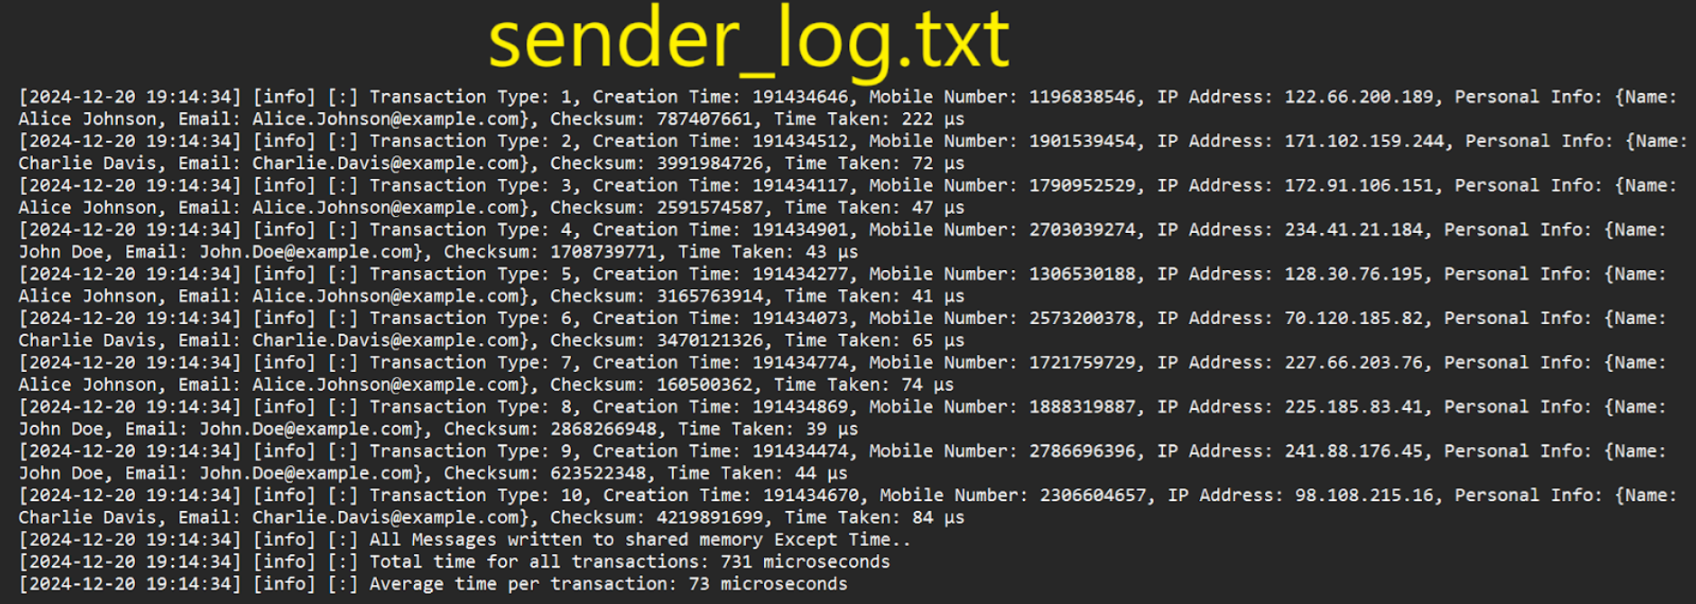 sender_log.txt
[2024-12-20 19:14:34] [info] [:] Transaction Type: 1, Creation Time: 191434646, Mobile Number: 1196838546, IP Address: 122.66.200.189, Personal Info: {Name:
Alice Johnson, Email: Alice.Johnson@example.com}, Checksum: 787407661, Time Taken: 222 µs
[2024-12-20 19:14:34] [info] [:] Transaction Type: 2, Creation Time: 191434512, Mobile Number: 1901539454, IP Address: 171.102.159.244, Personal Info: {Name:
Charlie Davis, Email: Charlie.Davis@example.com}, Checksum: 3991984726, Time Taken: 72 µs
[2024-12-20 19:14:34] [info] [:] Transaction Type: 3, Creation Time: 191434117, Mobile Number: 1790952529, IP Address: 172.91.106.151, Personal Info: {Name:
Alice Johnson, Email: Alice.Johnson@example.com}, Checksum: 2591574587, Time Taken: 47 µs
[2024-12-20 19:14:34] [info] [:] Transaction Type: 4, Creation Time: 191434901, Mobile Number: 2703039274, IP Address: 234.41.21.184, Personal Info: {Name:
John Doe, Email: John.Doe@example.com}, Checksum: 1708739771, Time Taken: 43 µs
[2024-12-20 19:14:34] [info] [:] Transaction Type: 5, Creation Time: 191434277, Mobile Number: 1306530188, IP Address: 128.30.76.195, Personal Info: {Name:
Alice Johnson, Email: Alice.Johnson@example.com}, Checksum: 3165763914, Time Taken: 41 µs
[2024-12-20 19:14:34] [info] [:] Transaction Type: 6, Creation Time: 191434073, Mobile Number: 2573200378, IP Address: 70.120.185.82, Personal Info: {Name:
Charlie Davis, Email: Charlie.Davis@example.com}, Checksum: 3470121326, Time Taken: 65 µs
[2024-12-20 19:14:34] [info] [:] Transaction Type: 7, Creation Time: 191434774, Mobile Number: 1721759729, IP Address: 227.66.203.76, Personal Info: {Name:
Alice Johnson, Email: Alice.Johnson@example.com}, Checksum: 160500362, Time Taken: 74 µs
[2024-12-20 19:14:34] [info] [:] Transaction Type: 8, Creation Time: 191434869, Mobile Number: 1888319887, IP Address: 225.185.83.41, Personal Info: {Name:
John Doe, Email: John.Doe@example.com}, Checksum: 2868266948, Time Taken: 39 µs
[2024-12-20 19:14:34] [info] [:] Transaction Type: 9, Creation Time: 191434474, Mobile Number: 2786696396, IP Address: 241.88.176.45, Personal Info: {Name:
John Doe, Email: John.Doe@example.com}, Checksum: 623522348, Time Taken: 44 µs
[2024-12-20 19:14:34] [info] [:] Transaction Type: 10, Creation Time: 191434670, Mobile Number: 2306604657, IP Address: 98.108.215.16, Personal Info: {Name:
Charlie Davis, Email: Charlie.Davis@example.com}, Checksum: 4219891699, Time Taken: 84 µs
[2024-12-20 19:14:34] [info] [:] All Messages written to shared memory Except Time..
[2024-12-20 19:14:34] [info] [:] Total time for all transactions: 731 microseconds
[2024-12-20 19:14:34] [info] [:] Average time per transaction: 73 microseconds